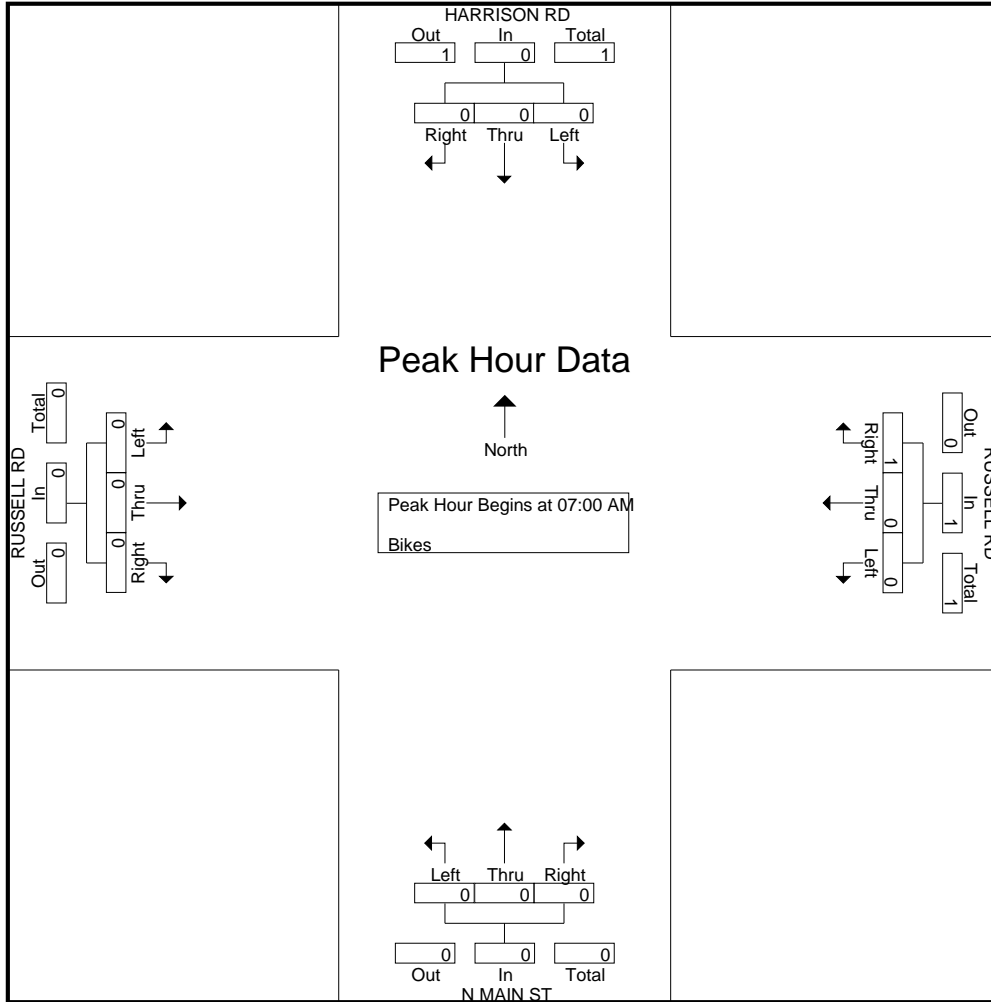 HARRISON RD
Out In Total
1 0 1
0 0 0
Right Thru Left
Peak Hour Data
North
Peak Hour Begins at 07:00 AM
Bikes
RUSSELL RD
Out In Total
0 0 0
0 0 0
Right Thru Left
RUSSELL RD
Out In Total
0 1 1
1 0 0
Right Thru Left
Left Thru Right
0 0 0
0 0 0
Out In Total
N MAIN ST